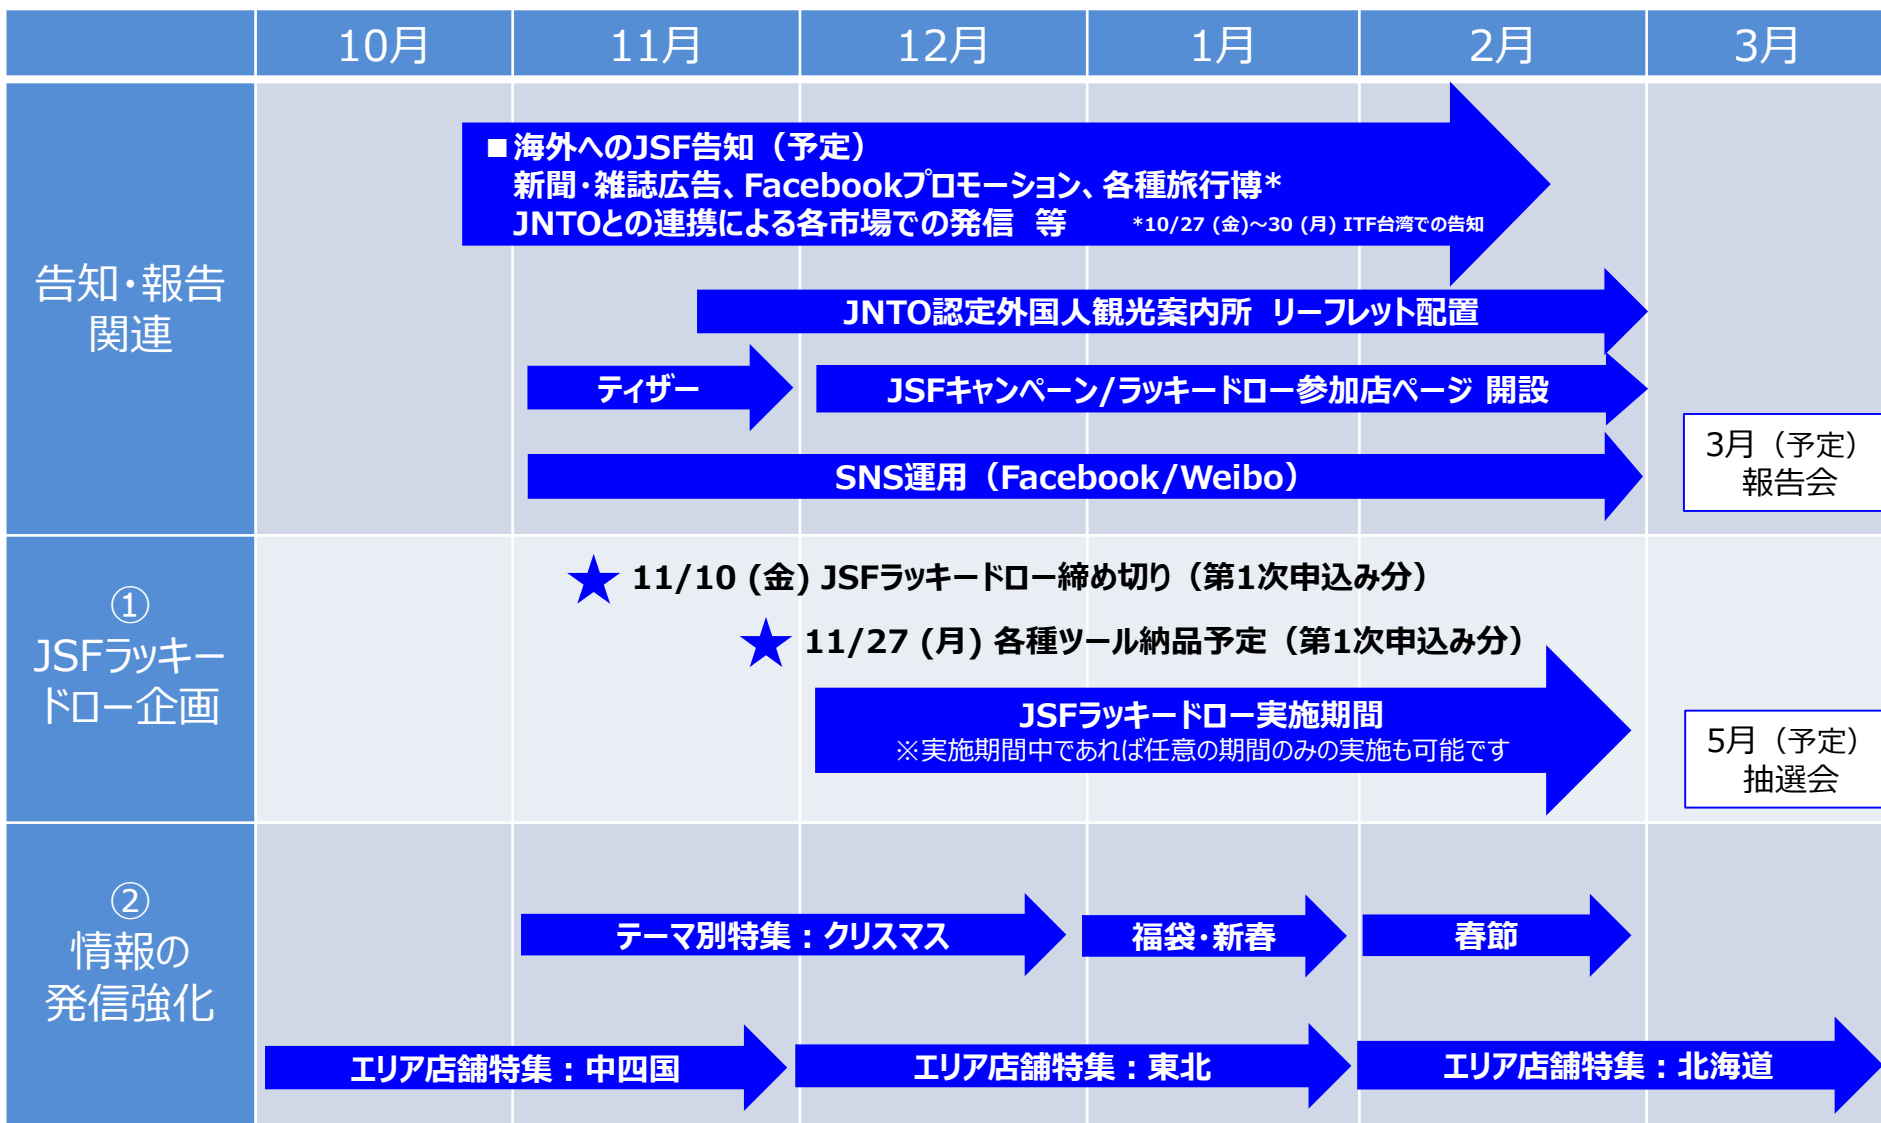 10月 11月 12月 1月 2月 3月
告知・報告
関連
■海外へのJSF告知（予定）
新聞・雑誌広告、Facebookプロモーション、各種旅行博*
JNTOとの連携による各市場での発信 等 *10/27 (金)～30 (月) ITF台湾での告知
JNTO認定外国人観光案内所 リーフレット配置
ティザー
JSFキャンペーン/ラッキードロー参加店ページ 開設
SNS運用（Facebook/Weibo）
3月（予定）
報告会
①
JSFラッキー
ドロー企画
★ 11/10 (金) JSFラッキードロー締め切り（第1次申込み分）
★ 11/27 (月) 各種ツール納品予定（第1次申込み分）
JSFラッキードロー実施期間
※実施期間中であれば任意の期間のみの実施も可能です
5月（予定）
抽選会
②
情報の
発信強化
テーマ別特集：クリスマス
福袋・新春
春節
エリア店舗特集：中四国
エリア店舗特集：東北
エリア店舗特集：北海道